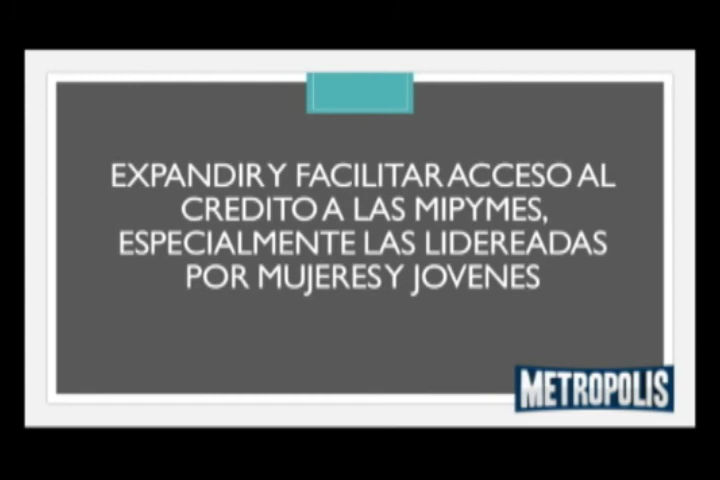 EXPANDIR Y FACILITAR ACCESO AL
CREDITO A LAS MIPYMES,
ESPECIALMENTE LAS LIDEREADAS
POR MUJERES Y JOVENES
METROPOLIS